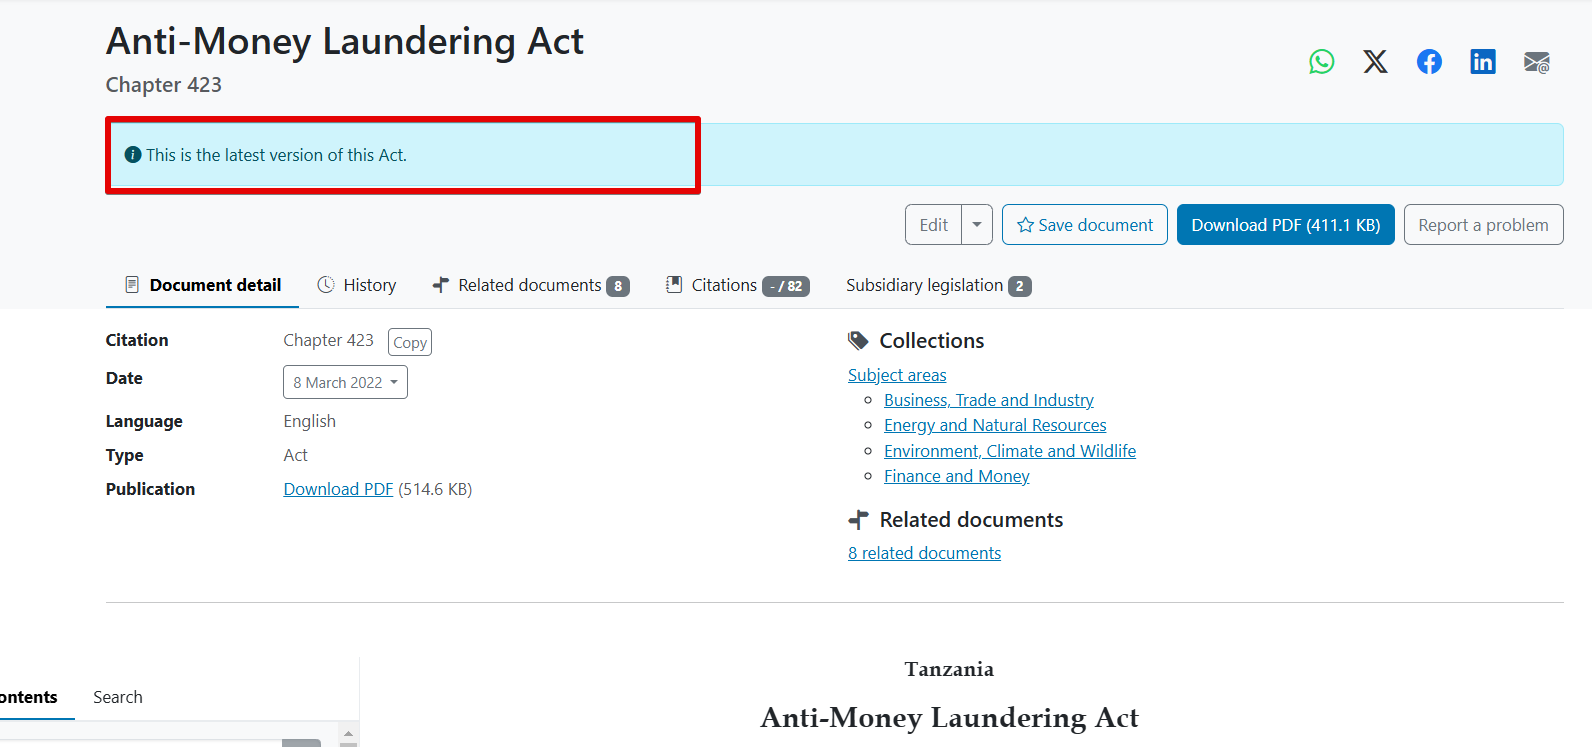 Anti-Money Laundering Act
Chapter 423
This is the latest version of this Act.
Edit
Save document
Download PDF (411.1 KB)
Report a problem
Document detail
History
Related documents 8
Citations - / 82
Subsidiary legislation 2
Citation Chapter 423 Copy
Date 8 March 2022
Language English
Type Act
Publication Download PDF (514.6 KB)
Collections
Subject areas
Business, Trade and Industry
Energy and Natural Resources
Environment, Climate and Wildlife
Finance and Money
Related documents
8 related documents
ontents
Search
Tanzania
Anti-Money Laundering Act